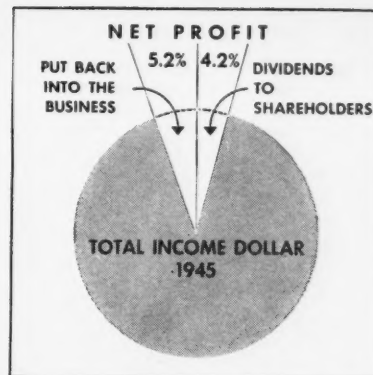 NET PROFIT
5.2% 4.2%
PUT BACK
INTO THE
BUSINESS
DIVIDENDS
TO
SHAREHOLDERS
TOTAL INCOME DOLLAR
1945